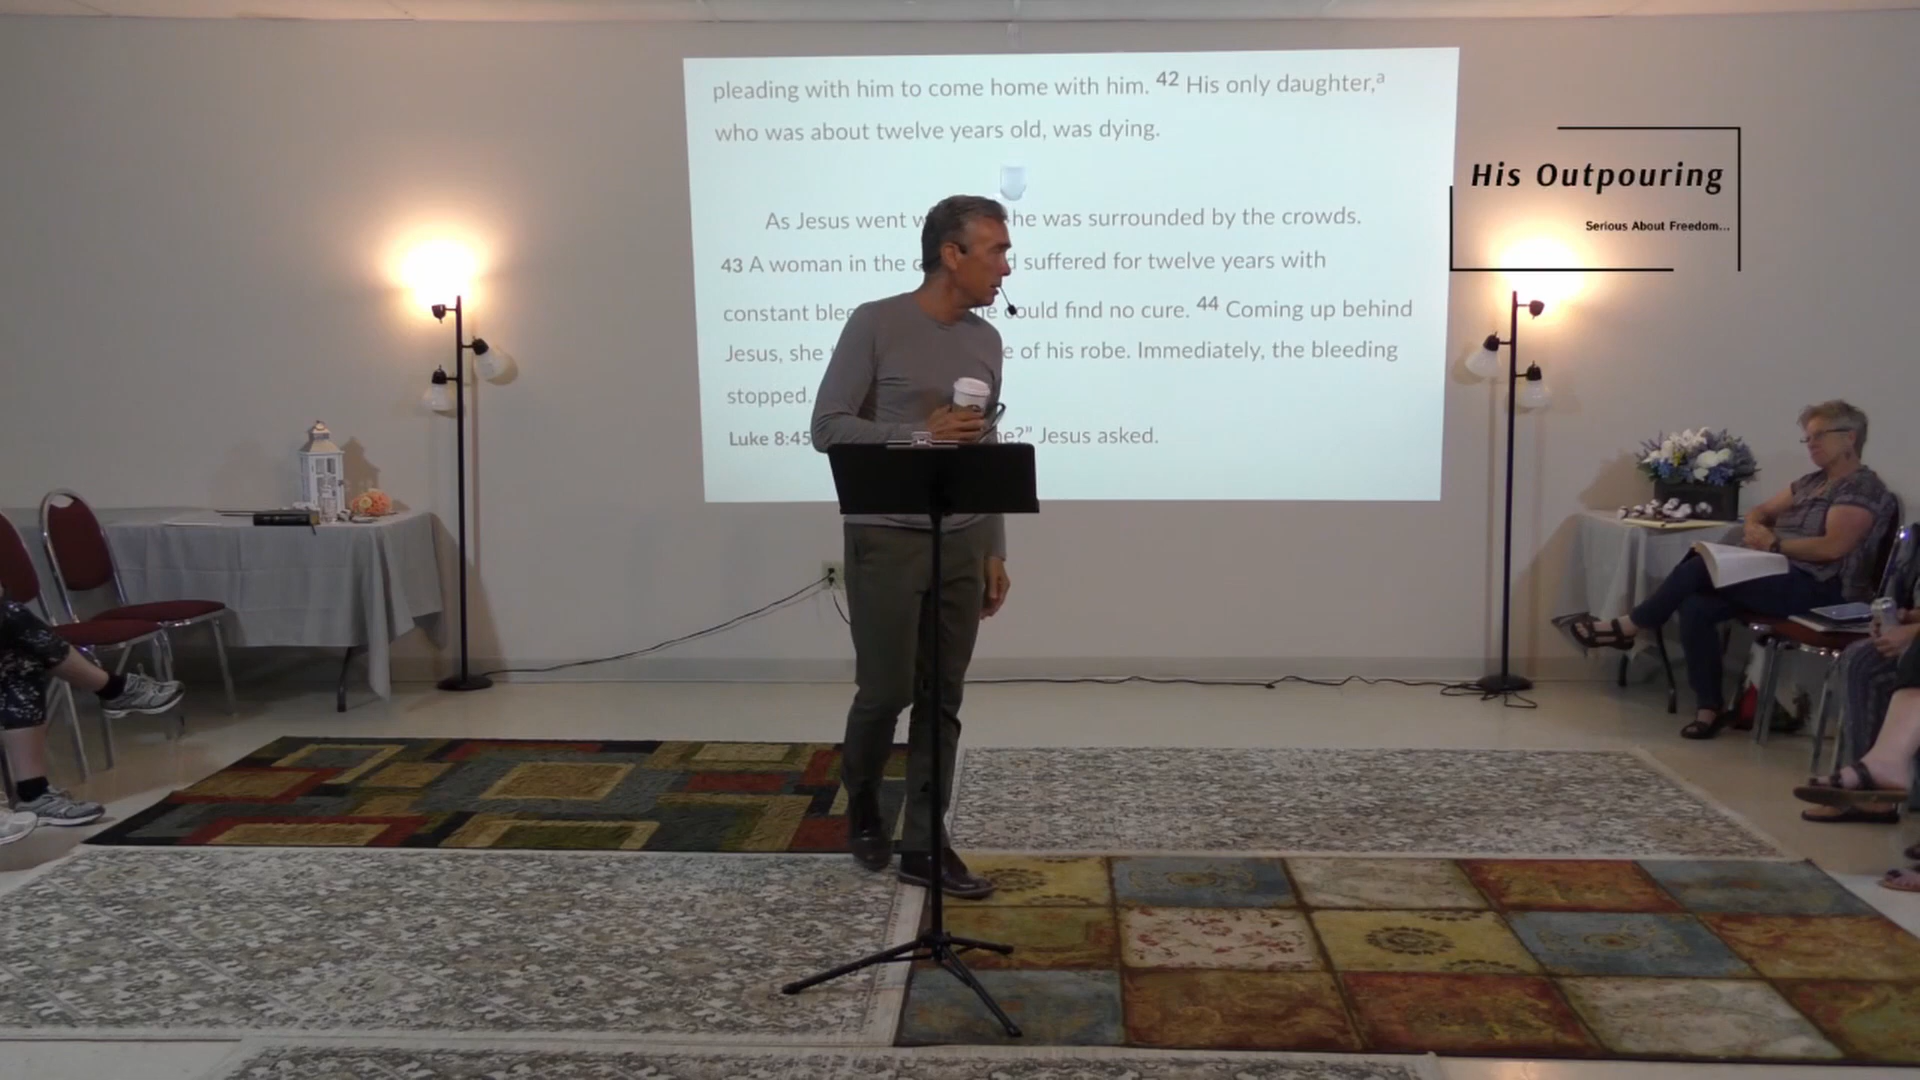 pleading with him to come home with him. 42 His only daughter,a
who was about twelve years old, was dying.
As Jesus went he was surrounded by the crowds.
43 A woman in the suffered for twelve years with
constant could find no cure. 44 Coming up behind
Jesus, she of his robe. Immediately, the bleeding
stopped.
Luke 8:45 Jesus asked.
His Outpouring
Serious About Freedom...